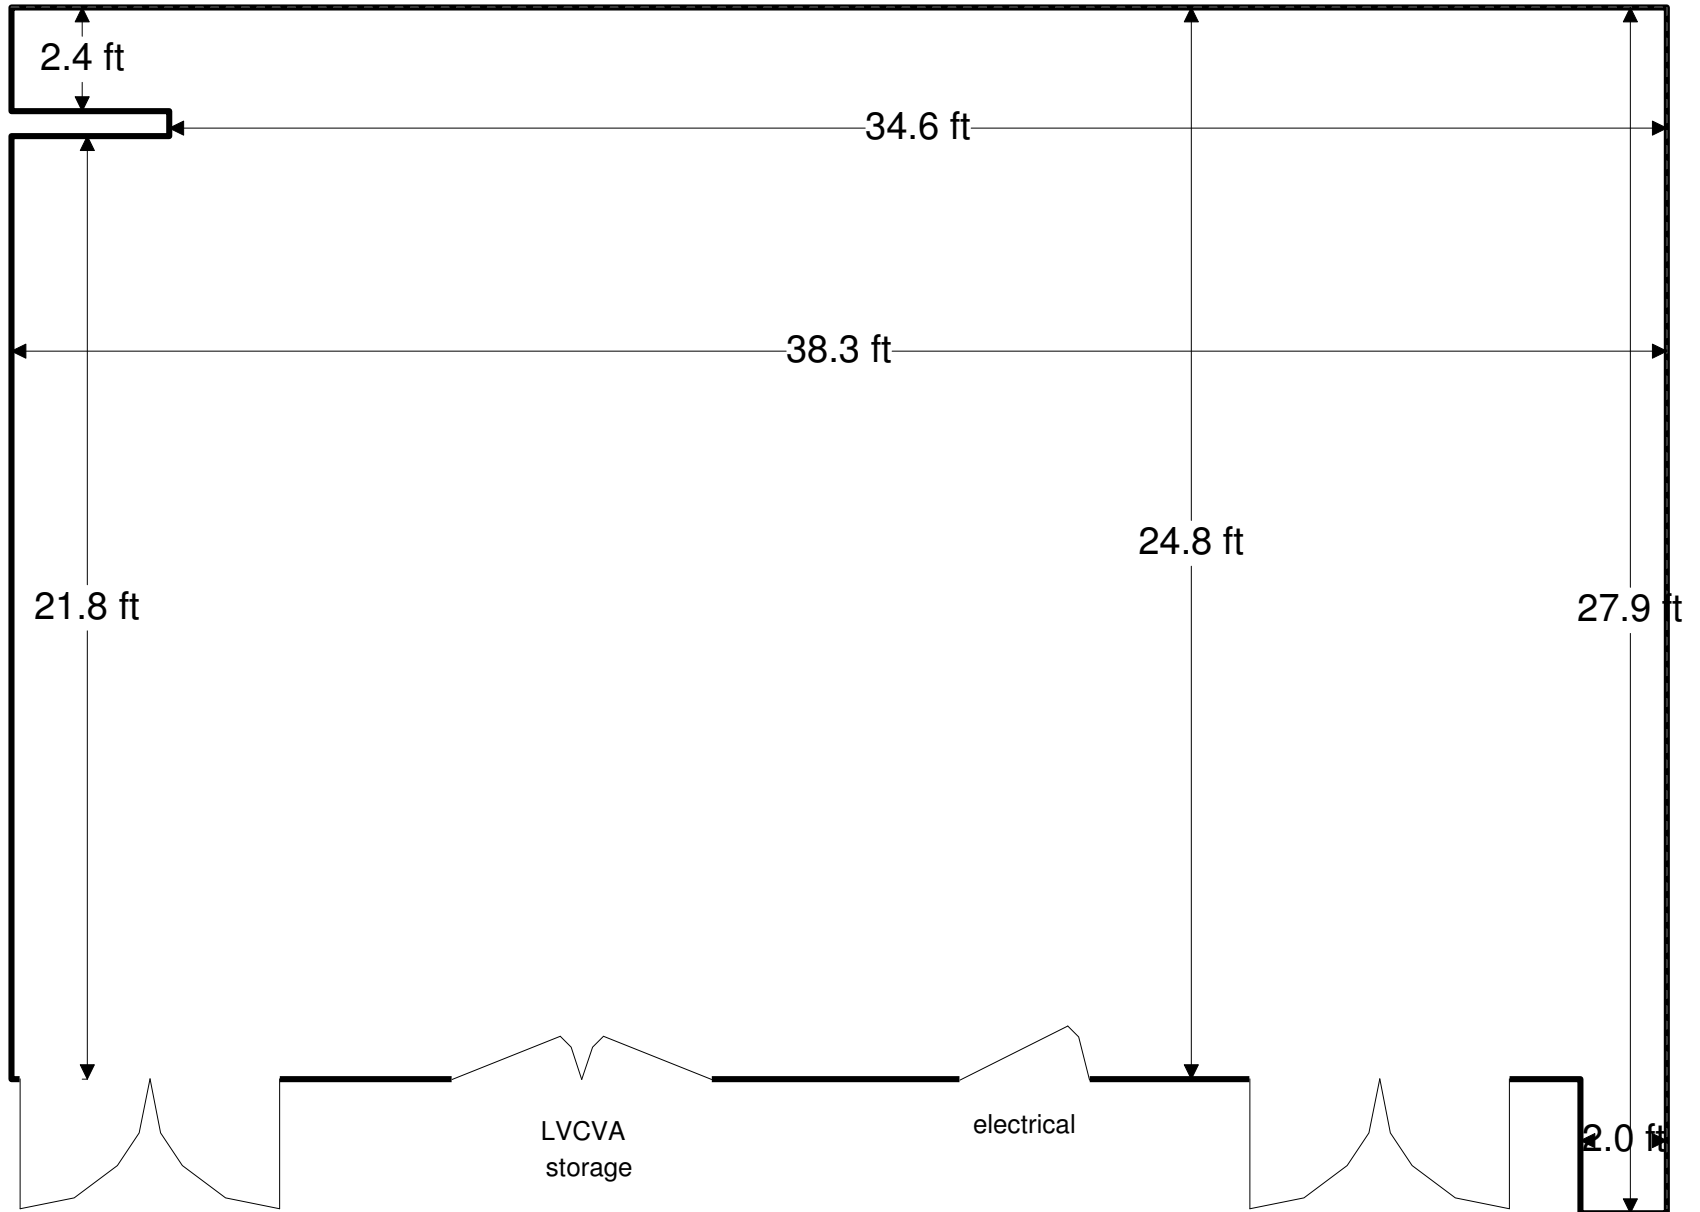 2.4 ft
34.6 ft
38.3 ft
24.8 ft
21.8 ft
27.9 ft
LVCVA
storage
electrical
2.0 ft